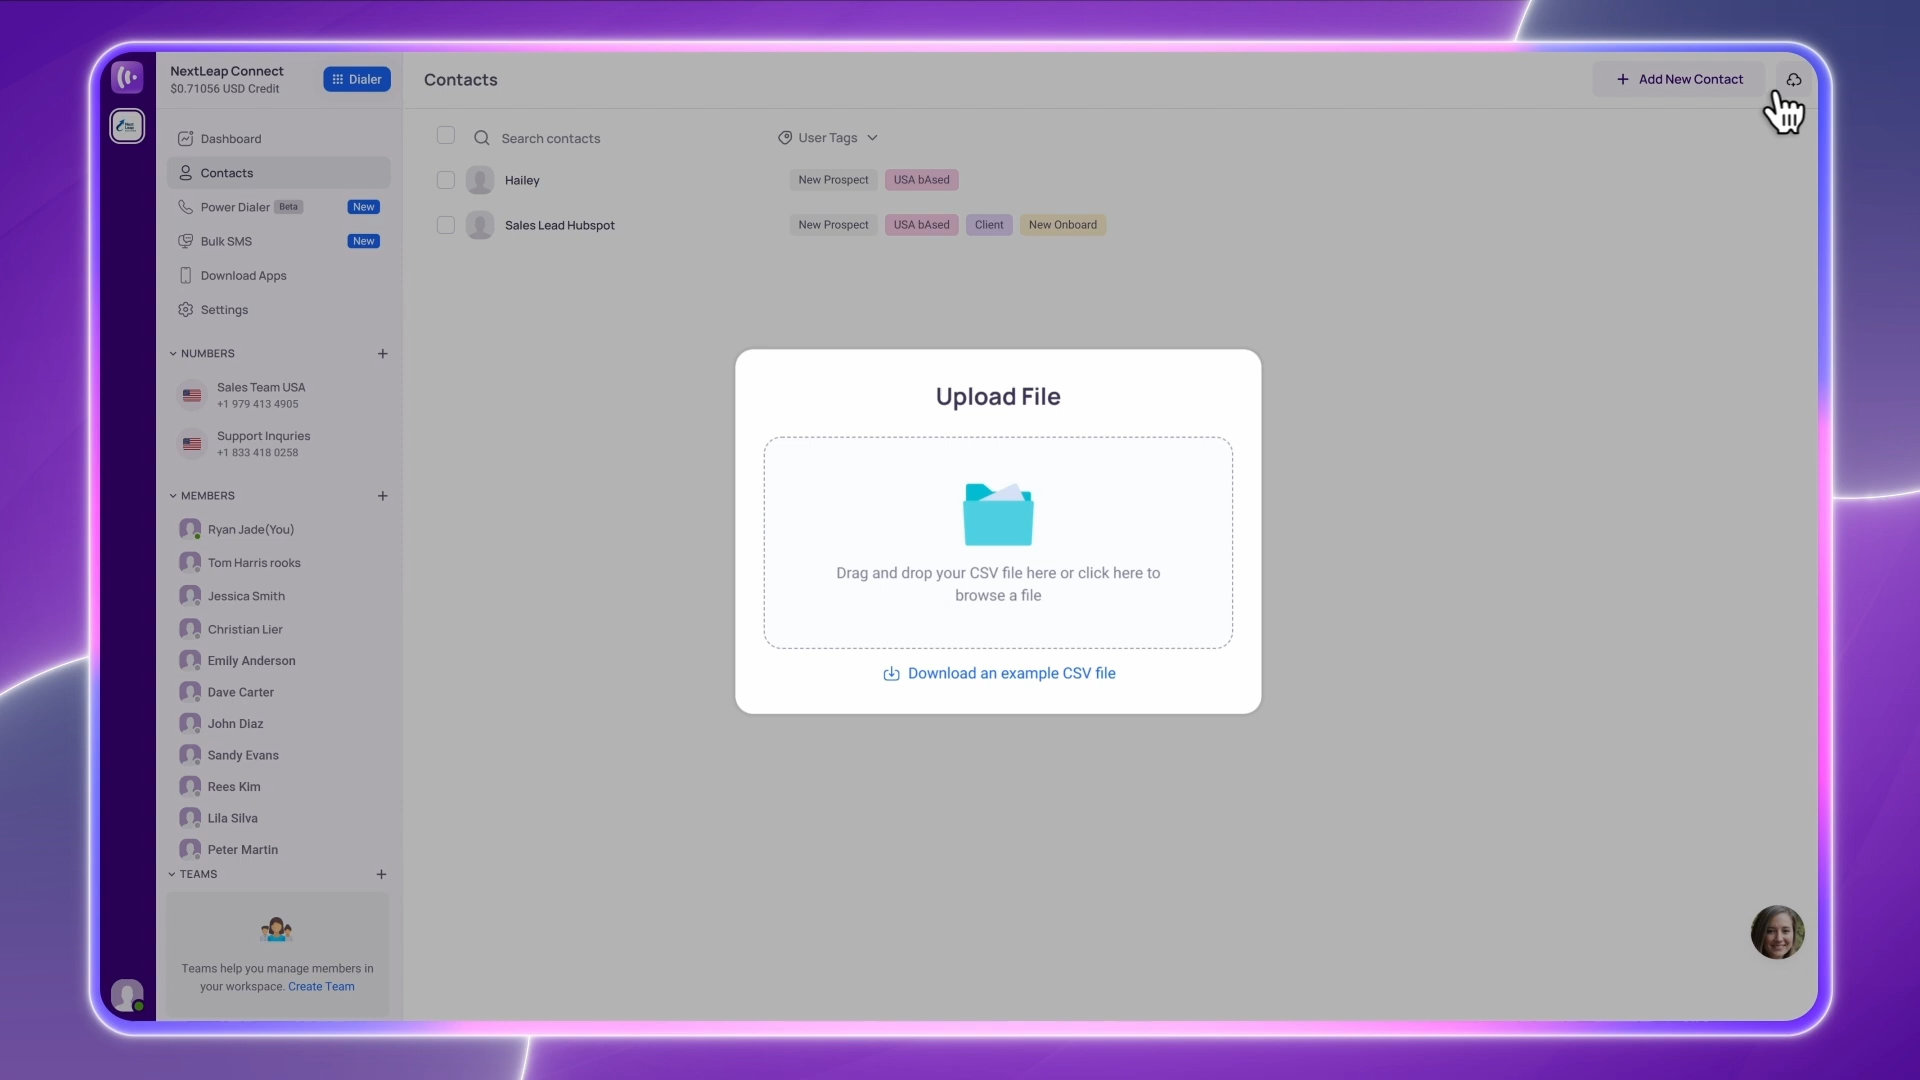 NextLeap Connect
$0.71056 USD Credit
Dialer
Contacts
Add New Contact
Dashboard
Contacts
Power Dialer Beta New
Bulk SMS New
Download Apps
Settings
NUMBERS
Sales Team USA
+1 979 413 4905
Support Inquries
+1 833 418 0258
MEMBERS
Ryan Jade(You)
Tom Harris rooks
Jessica Smith
Christian Lier
Emily Anderson
Dave Carter
John Diaz
Sandy Evans
Rees Kim
Lila Silva
Peter Martin
TEAMS
Teams help you manage members in
your workspace. Create Team
Search contacts
User Tags
Hailey
New Prospect USA bAsed
Sales Lead Hubspot
New Prospect USA bAsed Client New Onboard
Upload File
Drag and drop your CSV file here or click here to
browse a file
Download an example CSV file